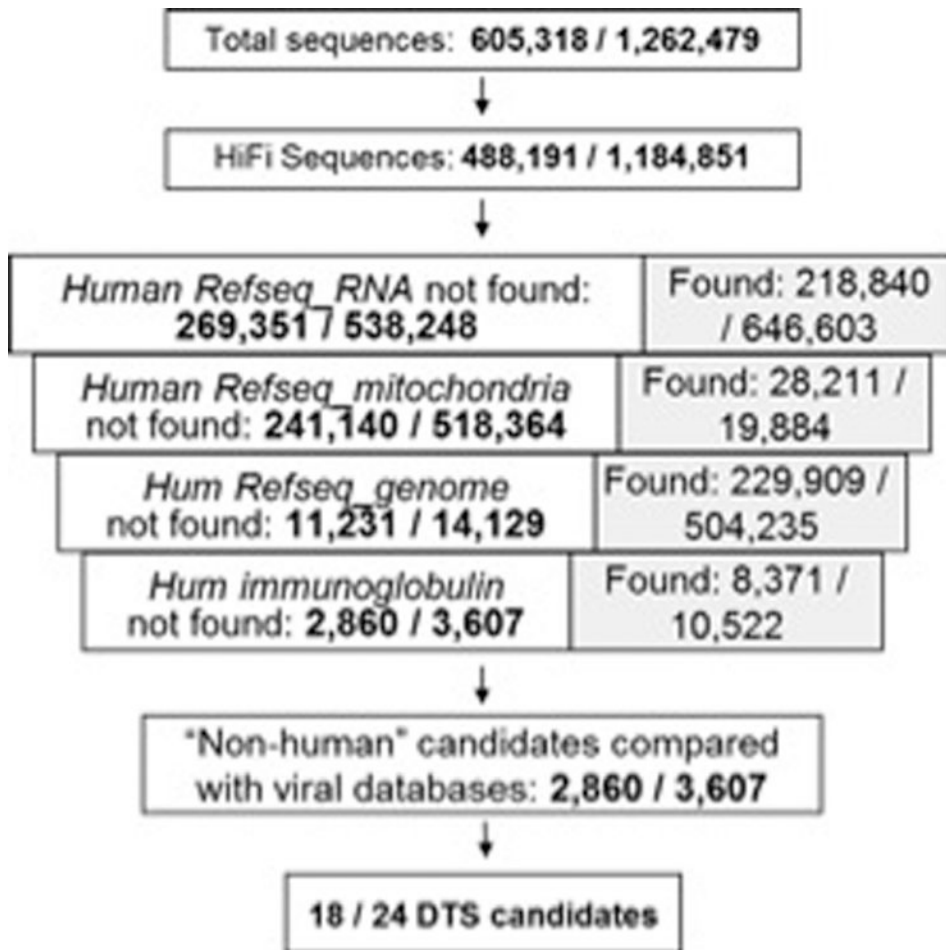 Total sequences: 605,318 / 1,262,479
HiFi Sequences: 488,191 / 1,184,851
Human Refseq_RNA not found:
269,351 / 538,248
Found: 218,840
/ 646,603
Human Refseq_mitochondria
not found: 241,140 / 518,364
Found: 28,211 /
19,884
Hum Refseq_genome
not found: 11,231 / 14,129
Found: 229,909 /
504,235
Hum immunoglobulin
not found: 2,860 / 3,607
Found: 8,371 /
10,522
“Non-human” candidates compared
with viral databases: 2,860 / 3,607
18 / 24 DTS candidates